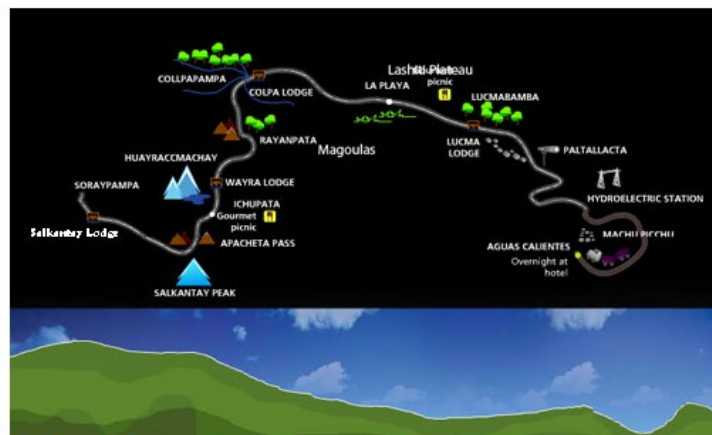 Lashu Plateau
picnic
COLLPAPAMPA
COLPA LODGE
LA PLAYA
LUCMABAMBA
RAYANPATA
Magoulas
LUCMA
LODGE
PALTALLACTA
HUAYRACCMACHAY
WAYRA LODGE
SORAYPAMPA
HYDROELECTRIC STATION
ICHUPATA
Gourmet
picnic
Salkantay Lodge
MACHU PICCHU
APACHETA PASS
AGUAS CALIENTES
Overnight at
hotel
SALKANTAY PEAK